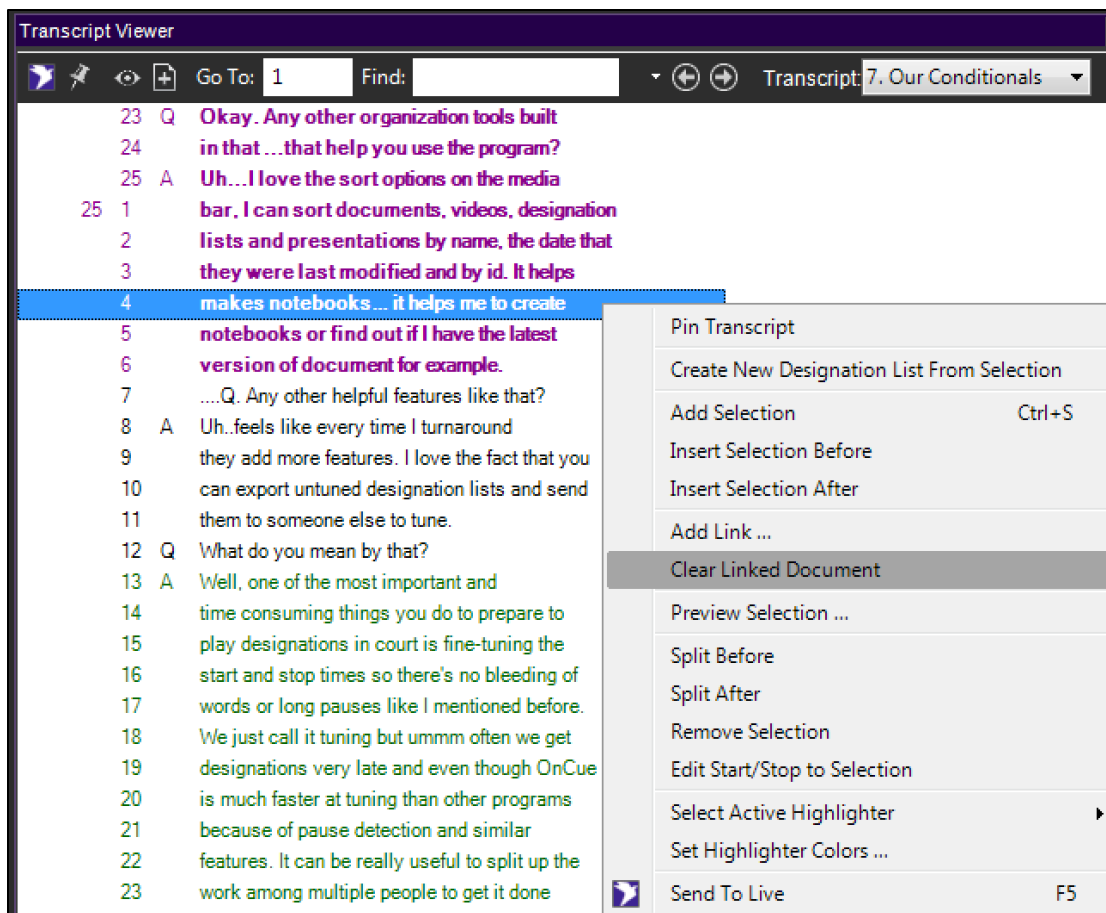 Transcript Viewer
Go To: 1 Find: Transcript: 7. Our Conditionals
23 Q Okay. Any other organization tools built
24 in that ...that help you use the program?
25 A Uh...I love the sort options on the media
25 1 bar, I can sort documents, videos, designation
2 lists and presentations by name, the date that
3 they were last modified and by id. It helps
4 makes notebooks... it helps me to create
5 notebooks or find out if I have the latest
6 version of document for example.
7 ....Q. Any other helpful features like that?
8 A Uh..feels like every time I turnaround
9 they add more features. I love the fact that you
10 can export untuned designation lists and send
11 them to someone else to tune.
12 Q What do you mean by that?
13 A Well, one of the most important and
14 time consuming things you do to prepare to
15 play designations in court is fine-tuning the
16 start and stop times so there's no bleeding of
17 words or long pauses like I mentioned before.
18 We just call it tuning but ummm often we get
19 designations very late and even though OnCue
20 is much faster at tuning than other programs
21 because of pause detection and similar
22 features. It can be really useful to split up the
23 work among multiple people to get it done
Pin Transcript
Create New Designation List From Selection
Add Selection Ctrl+S
Insert Selection Before
Insert Selection After
Add Link ...
Clear Linked Document
Preview Selection ...
Split Before
Split After
Remove Selection
Edit Start/Stop to Selection
Select Active Highlighter
Set Highlighter Colors ...
Send To Live F5